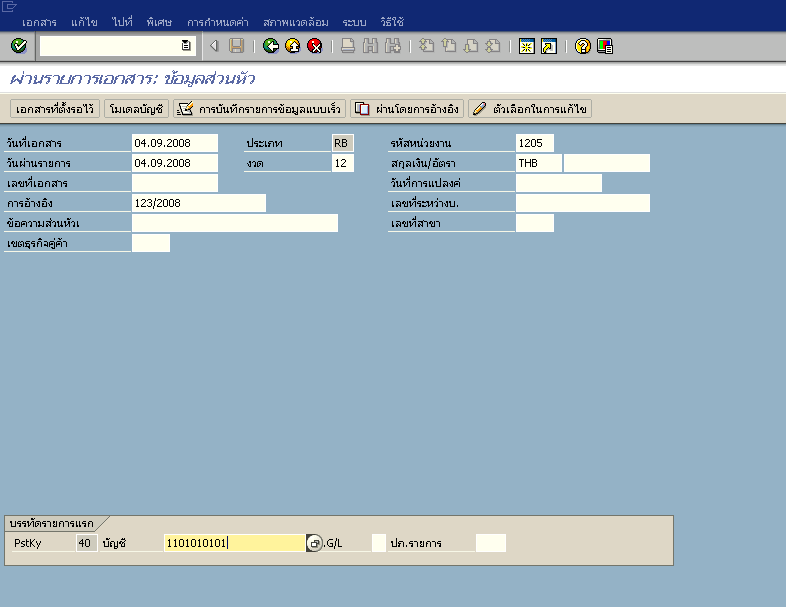 เอกสาร แก้ไข ไปที่ พิเศษ การกำหนดค่า สภาพแวดล้อม ระบบ วิธีใช้
ผ่านรายการเอกสาร: ข้อมูลส่วนหัว
เอกสารที่ตั้งรอไว้ โมเดลบัญชี การบันทึกรายการข้อมูลแบบเร็ว ผ่านโดยการอ้างอิง ตัวเลือกในการแก้ไข
วันที่เอกสาร 04.09.2008 ประเภท RB รหัสหน่วยงาน 1205
วันผ่านรายการ 04.09.2008 งวด 12 สกุลเงิน/อัตรา THB
เลขที่เอกสาร วันที่การแปลงค่
การอ้างอิง 123/2008 เลขที่ระหว่างบ.
ข้อความส่วนหัวเ เลขที่สาขา
เขตธุรกิจคู่ค้า
บรรทัดรายการแรก
PstKy 40 บัญชี 1101010101 .G/L ปภ.รายการ